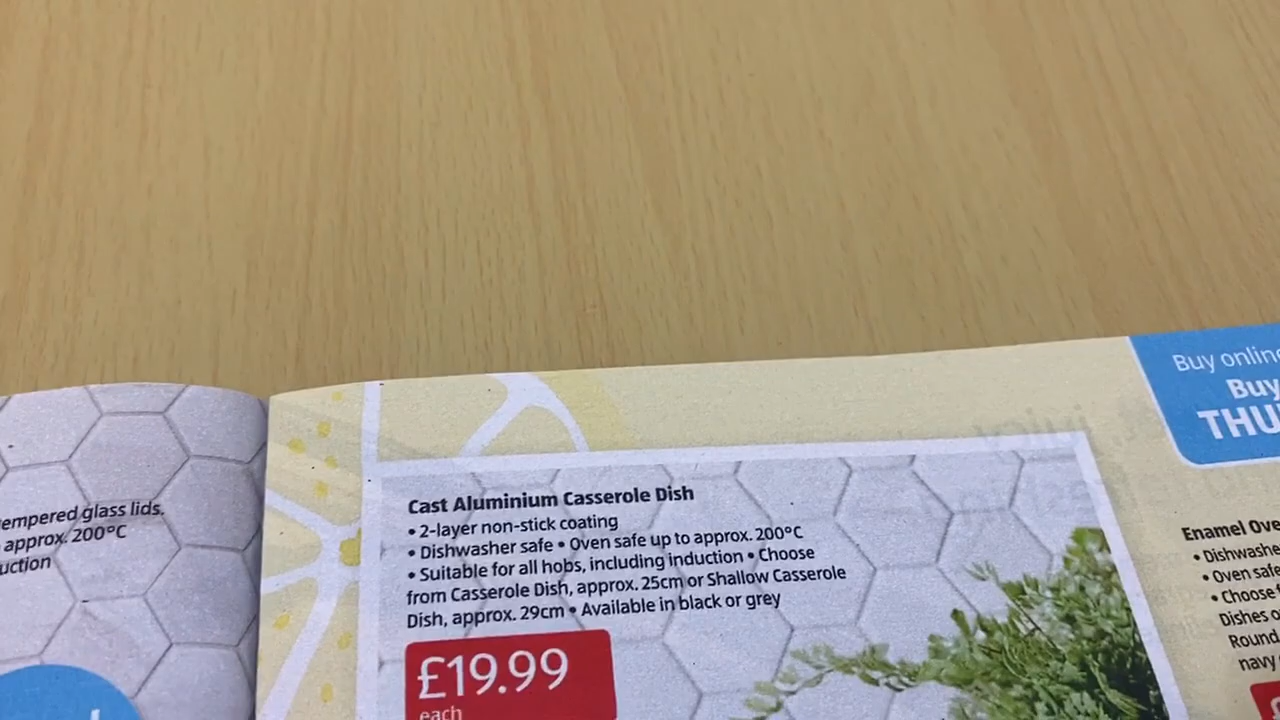 tempered glass lids.
approx. 200°C
Cast Aluminium Casserole Dish
• 2-layer non-stick coating
• Dishwasher safe • Oven safe up to approx. 200°C
• Suitable for all hobs, including induction • Choose
from Casserole Dish, approx. 25cm or Shallow Casserole
Dish, approx. 29cm • Available in black or grey
£19.99
each
Buy online
Buy
THU
Enamel Ove
• Dishwashe
• Oven safe
• Choose
Dishes o
Round
navy